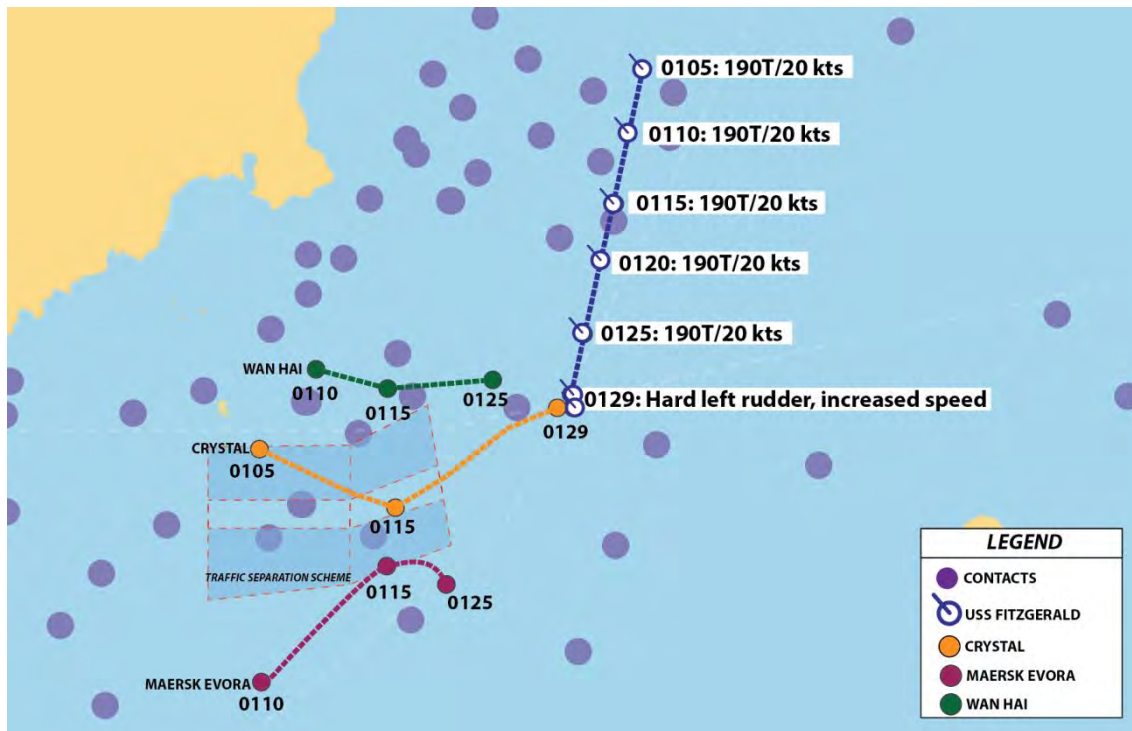 0105: 190T/20 kts
0110: 190T/20 kts
0115: 190T/20 kts
0120: 190T/20 kts
0125: 190T/20 kts
0129: Hard left rudder, increased speed
WAN HAI
0110
0115
0125
0129
CRYSTAL
0105
0115
TRAFFIC SEPARATION SCHEME
0115
0125
MAERSK EVORA
0110
LEGEND
CONTACTS
USS FITZGERALD
CRYSTAL
MAERSK EVORA
WAN HAI